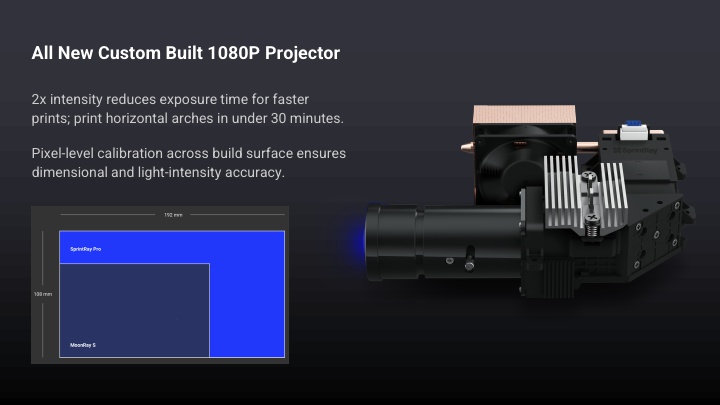 All New Custom Built 1080P Projector
2x intensity reduces exposure time for faster
prints; print horizontal arches in under 30 minutes.
Pixel-level calibration across build surface ensures
dimensional and light-intensity accuracy.
192 mm
SprintRay Pro
108 mm
MoonRay S
SprintRay